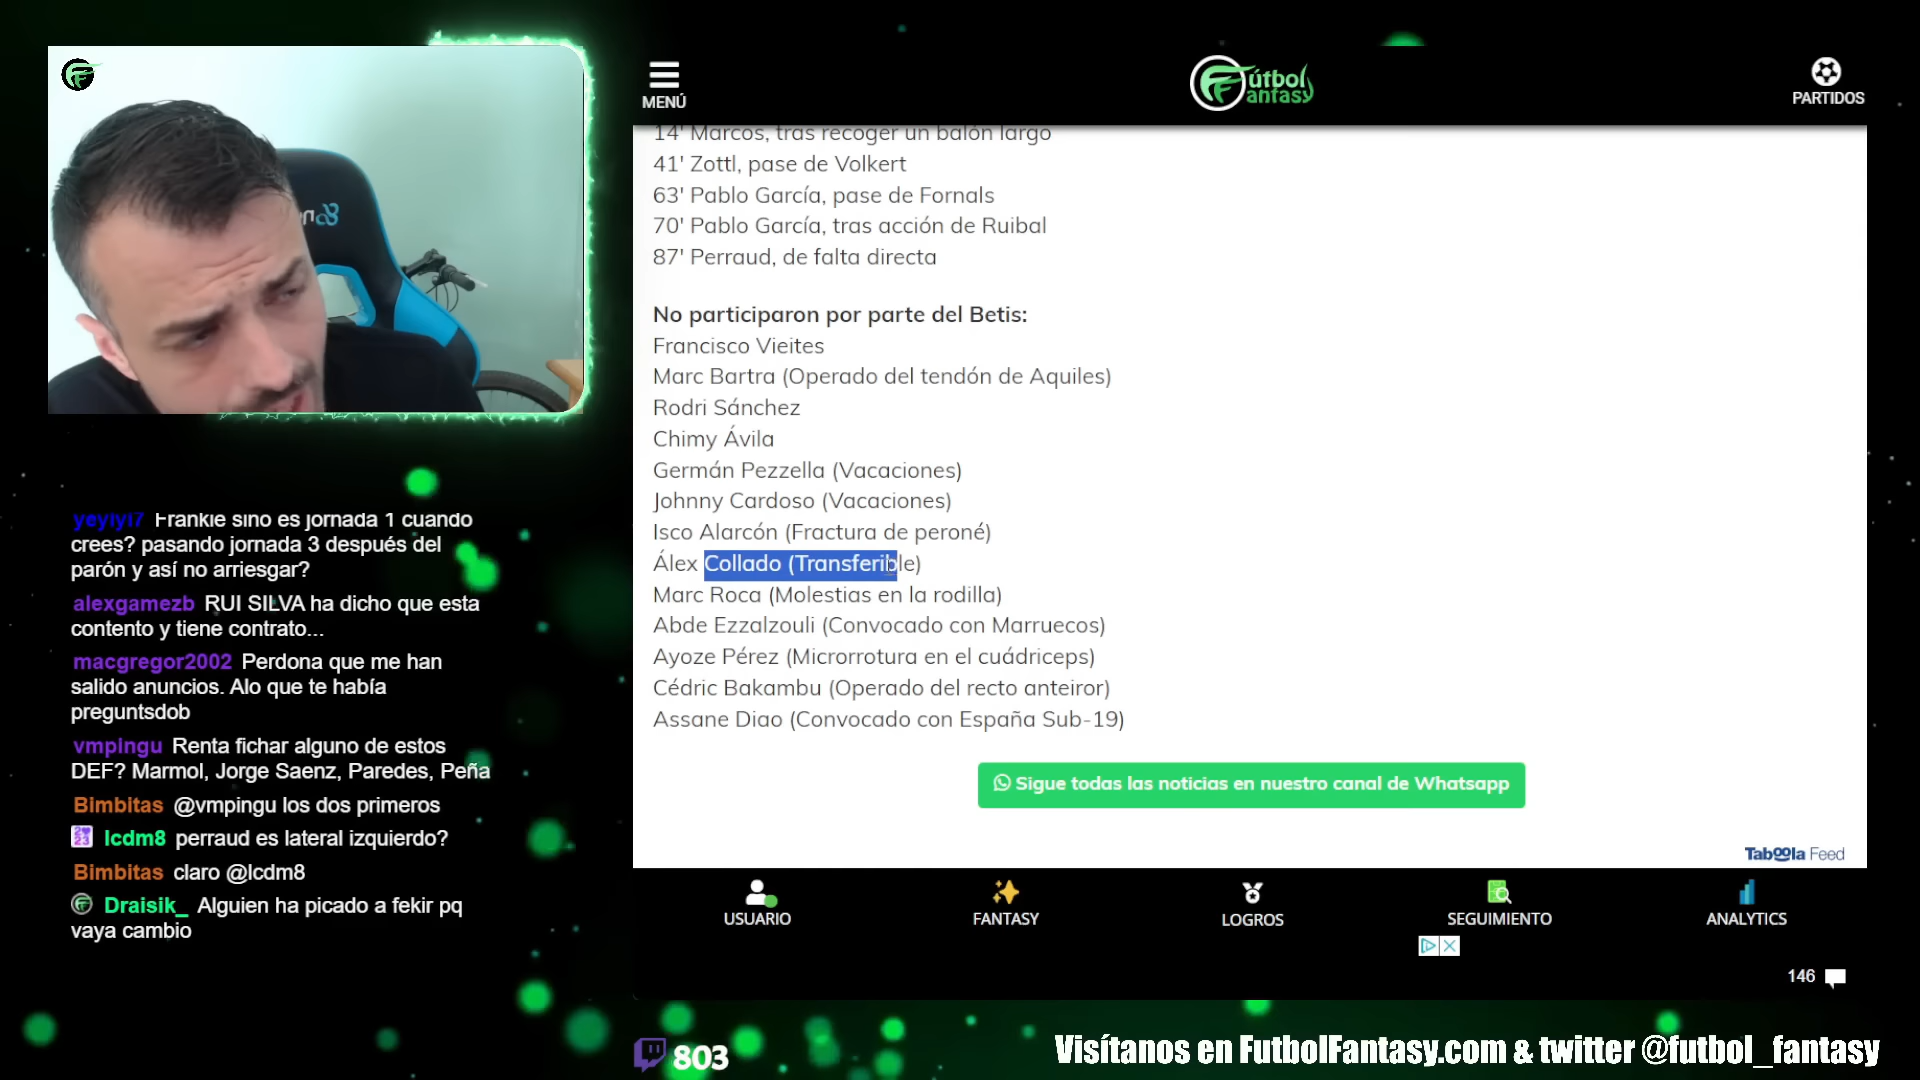 MENÚ
Fútbol
Fantasy
PARTIDOS
14' Marcos, tras recoger un balón largo
41' Zottl, pase de Volkert
63' Pablo García, pase de Fornals
70' Pablo García, tras acción de Ruibal
87' Perraud, de falta directa
No participaron por parte del Betis:
Francisco Vieites
Marc Bartra (Operado del tendón de Aquiles)
Rodri Sánchez
Chimy Ávila
Germán Pezzella (Vacaciones)
Johnny Cardoso (Vacaciones)
Isco Alarcón (Fractura de peroné)
Álex Collado (Transferible)
Marc Roca (Molestias en la rodilla)
Abde Ezzalzouli (Convocado con Marruecos)
Ayoze Pérez (Microrrotura en el cuádriceps)
Cédric Bakambu (Operado del recto anteiror)
Assane Diao (Convocado con España Sub-19)
Sigue todas las noticias en nuestro canal de Whatsapp
Taboola Feed
USUARIO
FANTASY
LOGROS
SEGUIMIENTO
ANALYTICS
146
yeyiyi7 Frankie sino es jornada 1 cuando
crees? pasando jornada 3 después del
parón y así no arriesgar?
alexgamezb RUI SILVA ha dicho que esta
contento y tiene contrato...
macgregor2002 Perdona que me han
salido anuncios. Alo que te había
preguntsdob
vmpingu Renta fichar alguno de estos
DEF? Marmol, Jorge Saenz, Paredes, Peña
Bimbitas @vmpingu los dos primeros
lcdm8 perraud es lateral izquierdo?
Bimbitas claro @lcdm8
Draisik_ Alguien ha picado a fekir pq
vaya cambio
803
Visítanos en FutbolFantasy.com & twitter @futbol_fantasy